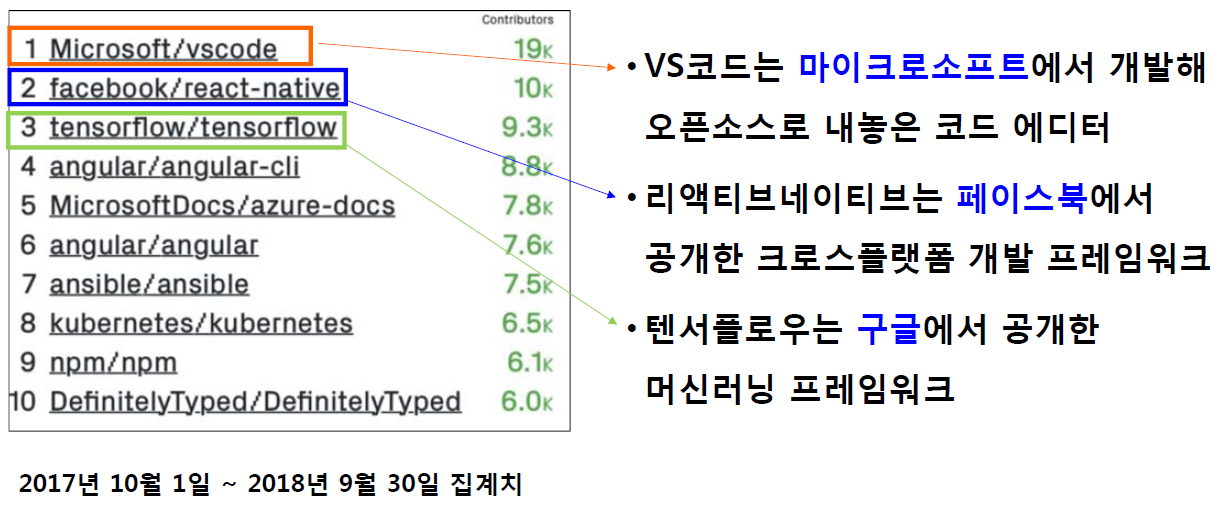 Contributors
1 Microsoft/vscode 19K
2 facebook/react-native 10K
3 tensorflow/tensorflow 9.3K
4 angular/angular-cli 8.8K
5 MicrosoftDocs/azure-docs 7.8K
6 angular/angular 7.6K
7 ansible/ansible 7.5K
8 kubernetes/kubernetes 6.5K
9 npm/npm 6.1K
10 DefinitelyTyped/DefinitelyTyped 6.0K
2017년 10월 1일 ~ 2018년 9월 30일 집계치
• VS코드는 마이크로소프트에서 개발해
오픈소스로 내놓은 코드 에디터
• 리액티브네이티브는 페이스북에서
공개한 크로스플랫폼 개발 프레임워크
• 텐서플로우는 구글에서 공개한
머신러닝 프레임워크